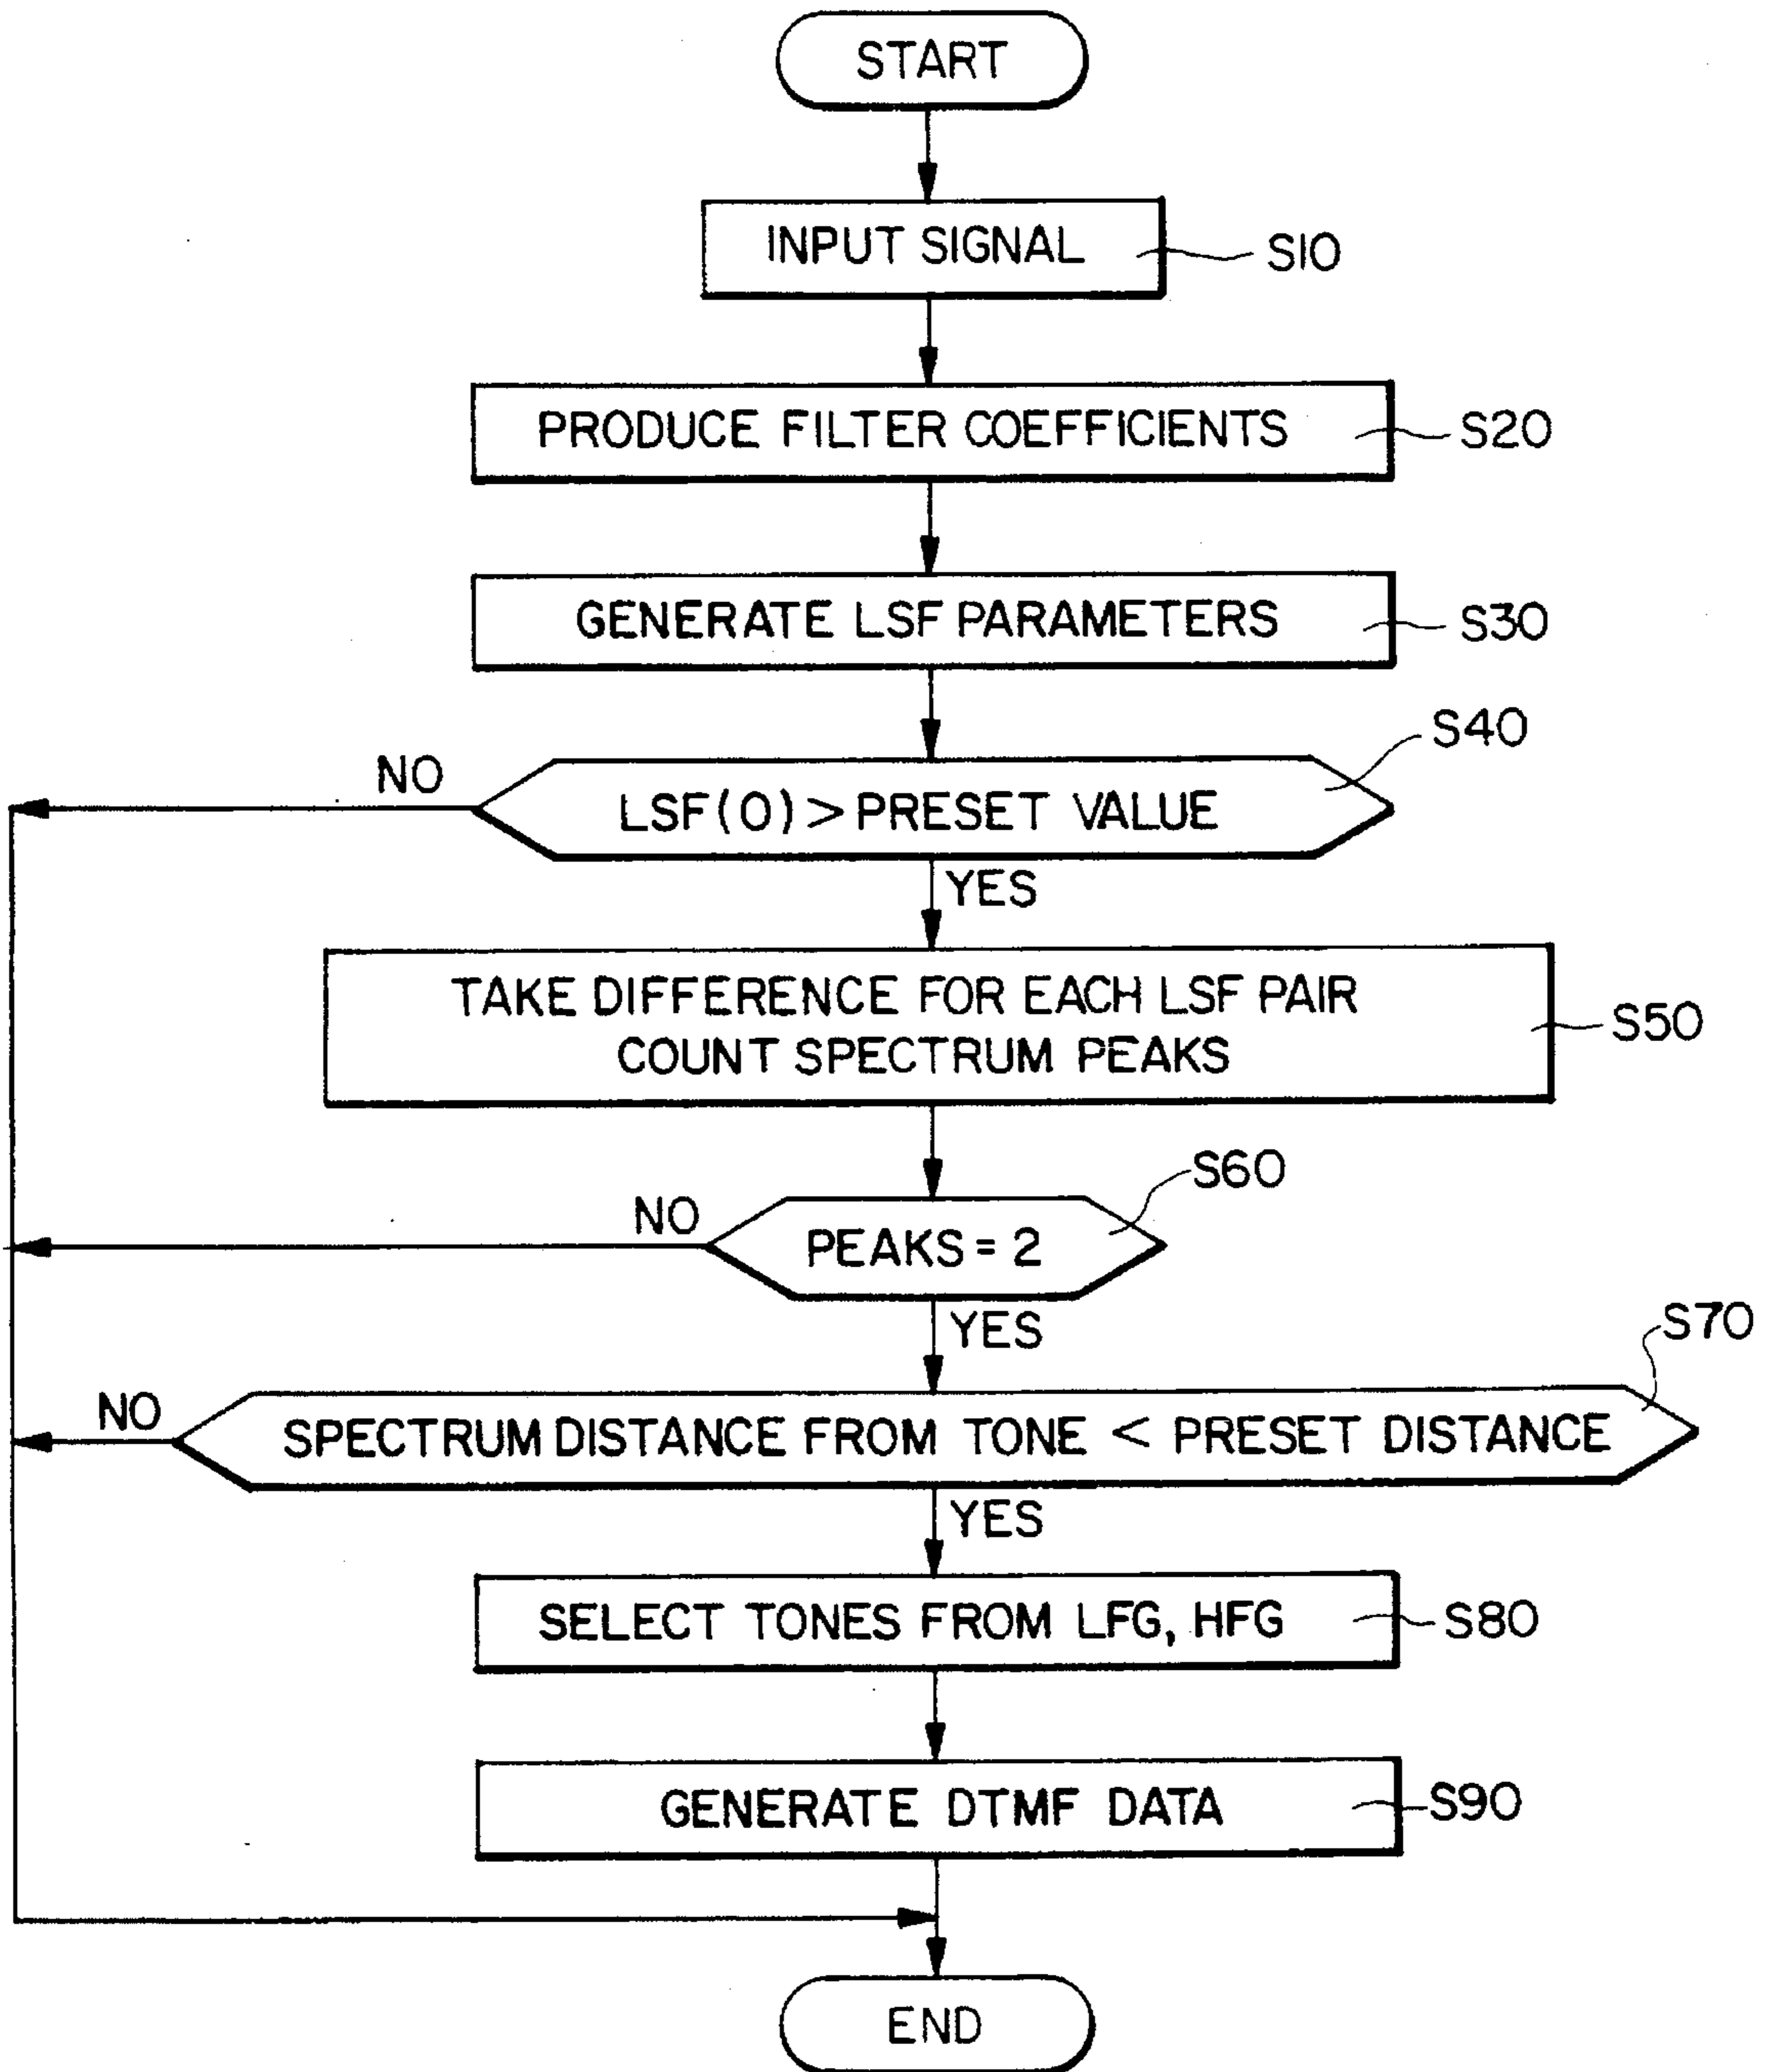 START
INPUT SIGNAL
S10
PRODUCE FILTER COEFFICIENTS
S20
GENERATE LSF PARAMETERS
S30
S40
NO
LSF(0) > PRESET VALUE
YES
TAKE DIFFERENCE FOR EACH LSF PAIR
COUNT SPECTRUM PEAKS
S50
S60
NO
PEAKS = 2
YES
S70
NO
SPECTRUM DISTANCE FROM TONE < PRESET DISTANCE
YES
SELECT TONES FROM LFG, HFG
S80
GENERATE DTMF DATA
S90
END